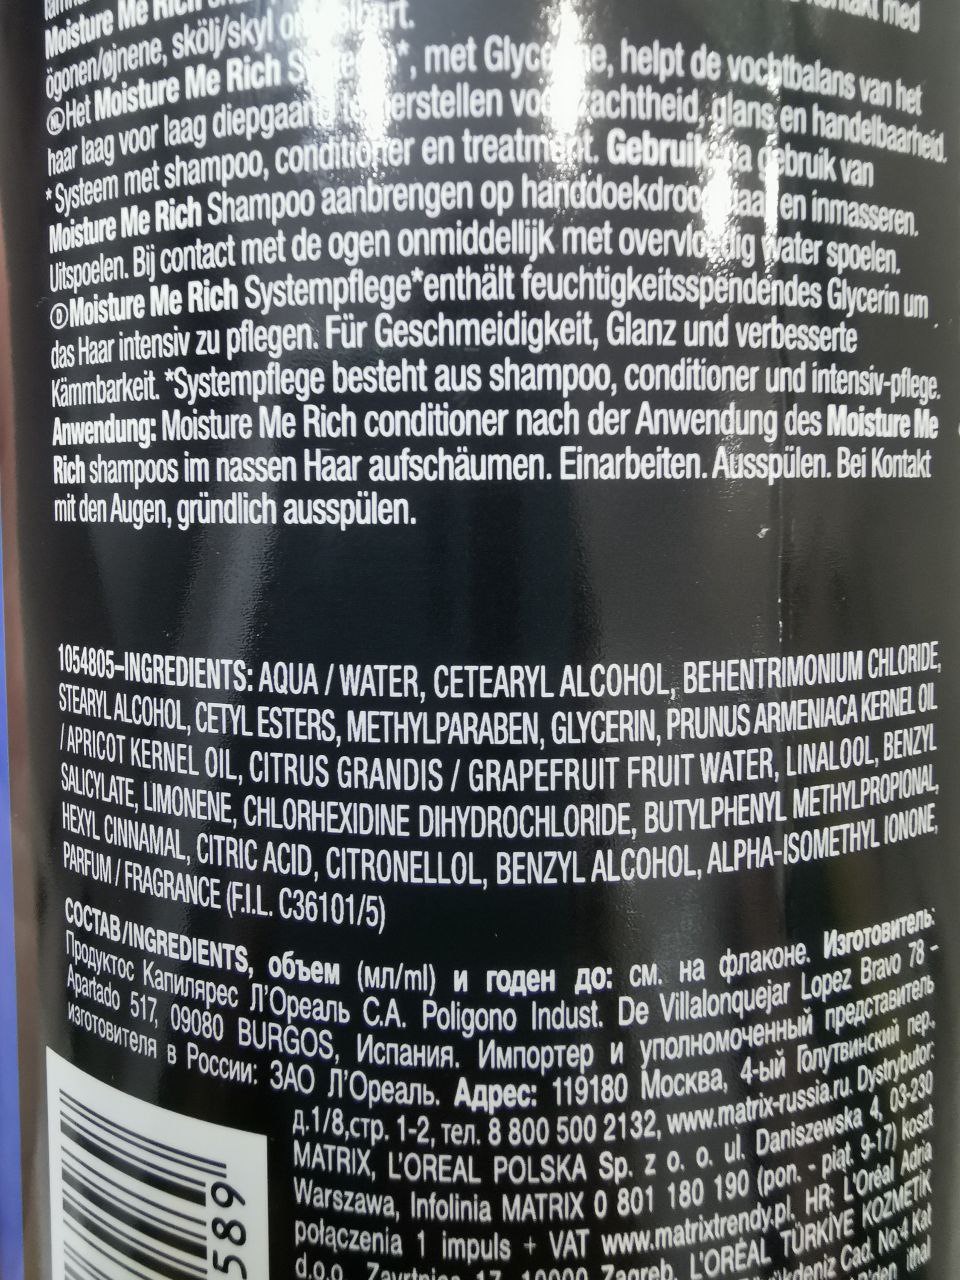 Moisture Me Rich
ögonen/øjnene, skölj/skyl
NL Het Moisture Me Rich *, met Glycerine, helpt de vochtbalans van het
haar laag voor laag diepgaand herstellen voor zachtheid, glans en handelbaarheid.
*Systeem met shampoo, conditioner en treatment. Gebruik: na gebruik van
Moisture Me Rich Shampoo aanbrengen op handdoekdroog haar en inmasseren.
Uitspoelen. Bij contact met de ogen onmiddellijk met overvloedig water spoelen.
D Moisture Me Rich Systempflege*enthält feuchtigkeitsspendendes Glycerin um
das Haar intensiv zu pflegen. Für Geschmeidigkeit, Glanz und verbesserte
Kämmbarkeit. *Systempflege besteht aus shampoo, conditioner und intensiv-pflege.
Anwendung: Moisture Me Rich conditioner nach der Anwendung des Moisture Me
Rich shampoos im nassen Haar aufschäumen. Einarbeiten. Ausspülen. Bei Kontakt
mit den Augen, gründlich ausspülen.
1054805-INGREDIENTS: AQUA / WATER, CETEARYL ALCOHOL, BEHENTRIMONIUM CHLORIDE,
STEARYL ALCOHOL, CETYL ESTERS, METHYLPARABEN, GLYCERIN, PRUNUS ARMENIACA KERNEL OIL
/ APRICOT KERNEL OIL, CITRUS GRANDIS / GRAPEFRUIT FRUIT WATER, LINALOOL, BENZYL
SALICYLATE, LIMONENE, CHLORHEXIDINE DIHYDROCHLORIDE, BUTYLPHENYL METHYLPROPIONAL,
HEXYL CINNAMAL, CITRIC ACID, CITRONELLOL, BENZYL ALCOHOL, ALPHA-ISOMETHYL IONONE,
PARFUM / FRAGRANCE (F.I.L. C36101/5)
СОСТАВ/INGREDIENTS, объем (мл/ml) и годен до: см. на флаконе. Изготовитель:
Продуктос Капилярес Л’Ореаль С.А. Poligono Indust. De Villalonquejar Lopez Bravo 78 -
Apartado 517, 09080 BURGOS, Испания. Импортер и уполномоченный представитель
изготовителя в России: ЗАО Л’Ореаль. Адрес: 119180 Москва, 4-ый Голутвинский пер.,
д.1/8,стр. 1-2, тел. 8 800 500 2132, www.matrix-russia.ru. Dystrybutor:
MATRIX, L’OREAL POLSKA Sp. z o. o. ul. Daniszewska 4, 03-230
Warszawa, Infolinia MATRIX 0 801 180 190 (pon. - piąt. 9-17) koszt
połączenia 1 impuls + VAT www.matrixtrendy.pl. HR: L’Oréal Adria
d.o.o. Zavrtnica 17, 10000 Zagreb. L’ORÉAL TÜRKİYE KOZMETİK
Cad. No:4 Kat
589